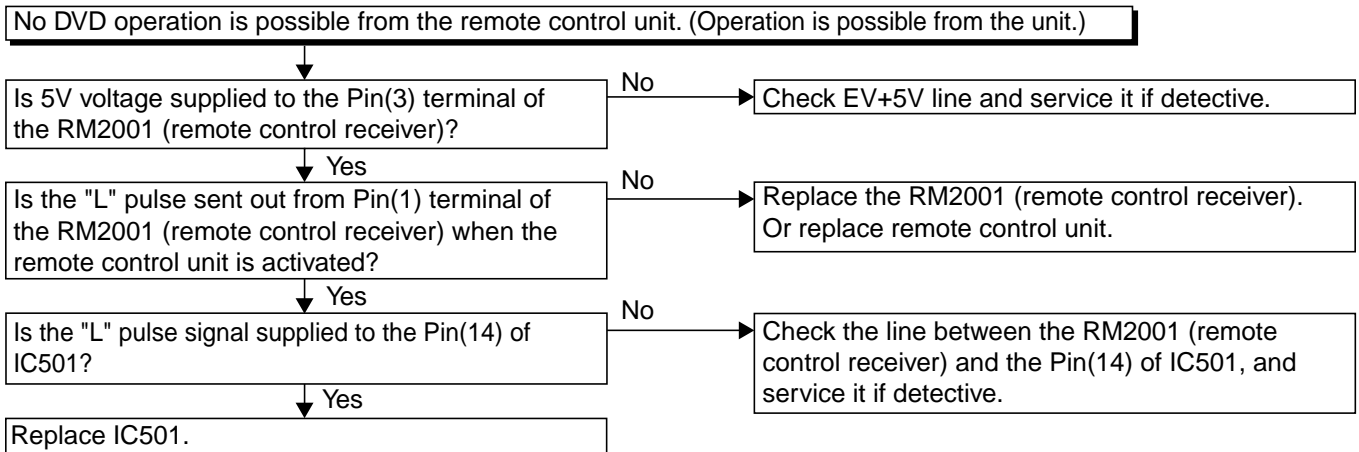 No DVD operation is possible from the remote control unit. (Operation is possible from the unit.)
Is 5V voltage supplied to the Pin(3) terminal of
the RM2001 (remote control receiver)?
No
Check EV+5V line and service it if detective.
Yes
Is the "L" pulse sent out from Pin(1) terminal of
the RM2001 (remote control receiver) when the
remote control unit is activated?
No
Replace the RM2001 (remote control receiver).
Or replace remote control unit.
Yes
Is the "L" pulse signal supplied to the Pin(14) of
IC501?
No
Check the line between the RM2001 (remote
control receiver) and the Pin(14) of IC501, and
service it if detective.
Yes
Replace IC501.